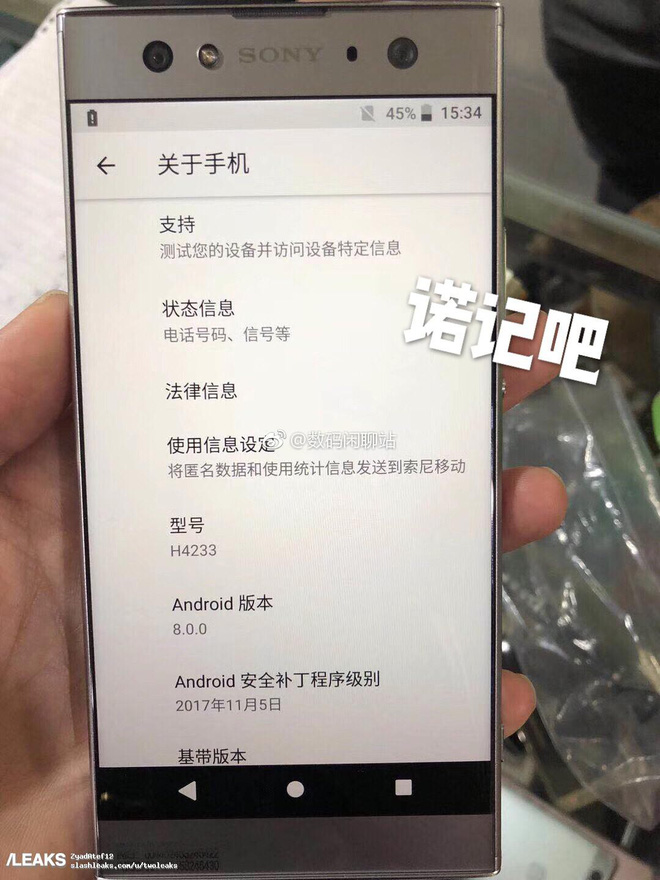 SONY
45% 15:34
关于手机
支持
测试您的设备并访问设备特定信息
状态信息
电话号码、信号等
诺记吧
法律信息
使用信息设定
@数码闲聊站
将匿名数据和使用统计信息发送到索尼移动
型号
H4233
Android 版本
8.0.0
Android 安全补丁程序级别
2017年11月5日
基带版本
/LEAKS ZyadAtef12
slashleaks.com/u/twoleaks